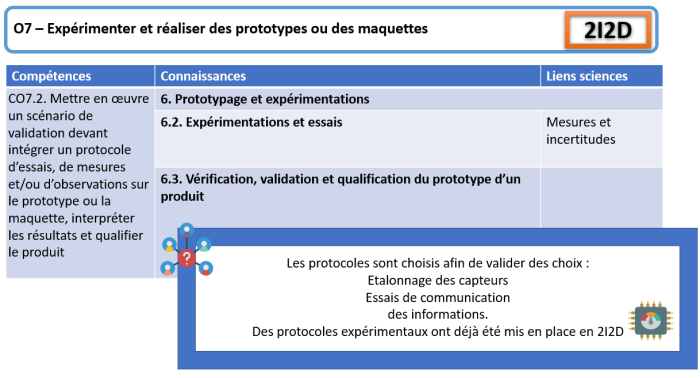 O7 – Expérimenter et réaliser des prototypes ou des maquettes
2I2D
Compétences
Connaissances
Liens sciences
CO7.2. Mettre en œuvre
un scénario de
validation devant
intégrer un protocole
d’essais, de mesures
et/ou d’observations sur
le prototype ou la
maquette, interpréter
les résultats et qualifier
le produit
6. Prototypage et expérimentations
6.2. Expérimentations et essais
Mesures et
incertitudes
6.3. Vérification, validation et qualification du prototype d’un
produit
?
Les protocoles sont choisis afin de valider des choix :
Etalonnage des capteurs
Essais de communication
des informations.
Des protocoles expérimentaux ont déjà été mis en place en 2I2D